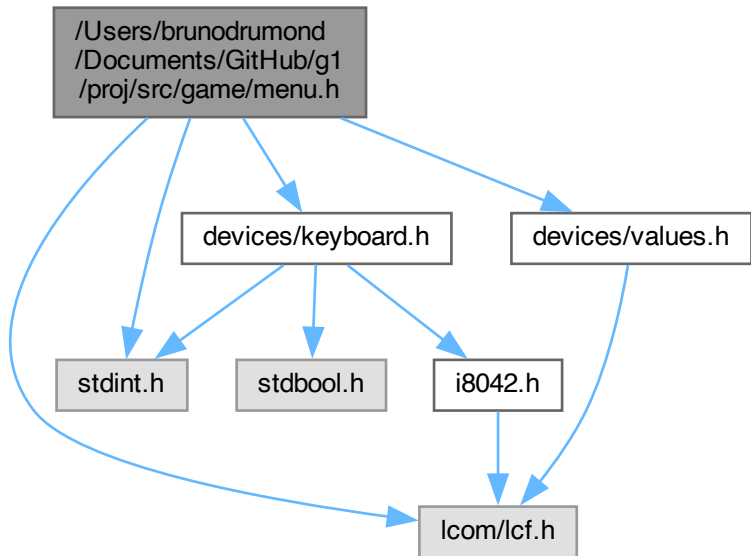 /Users/brunodrumond
/Documents/GitHub/g1
/proj/src/game/menu.h
devices/keyboard.h
devices/values.h
stdint.h
stdbool.h
i8042.h
lcom/lcf.h